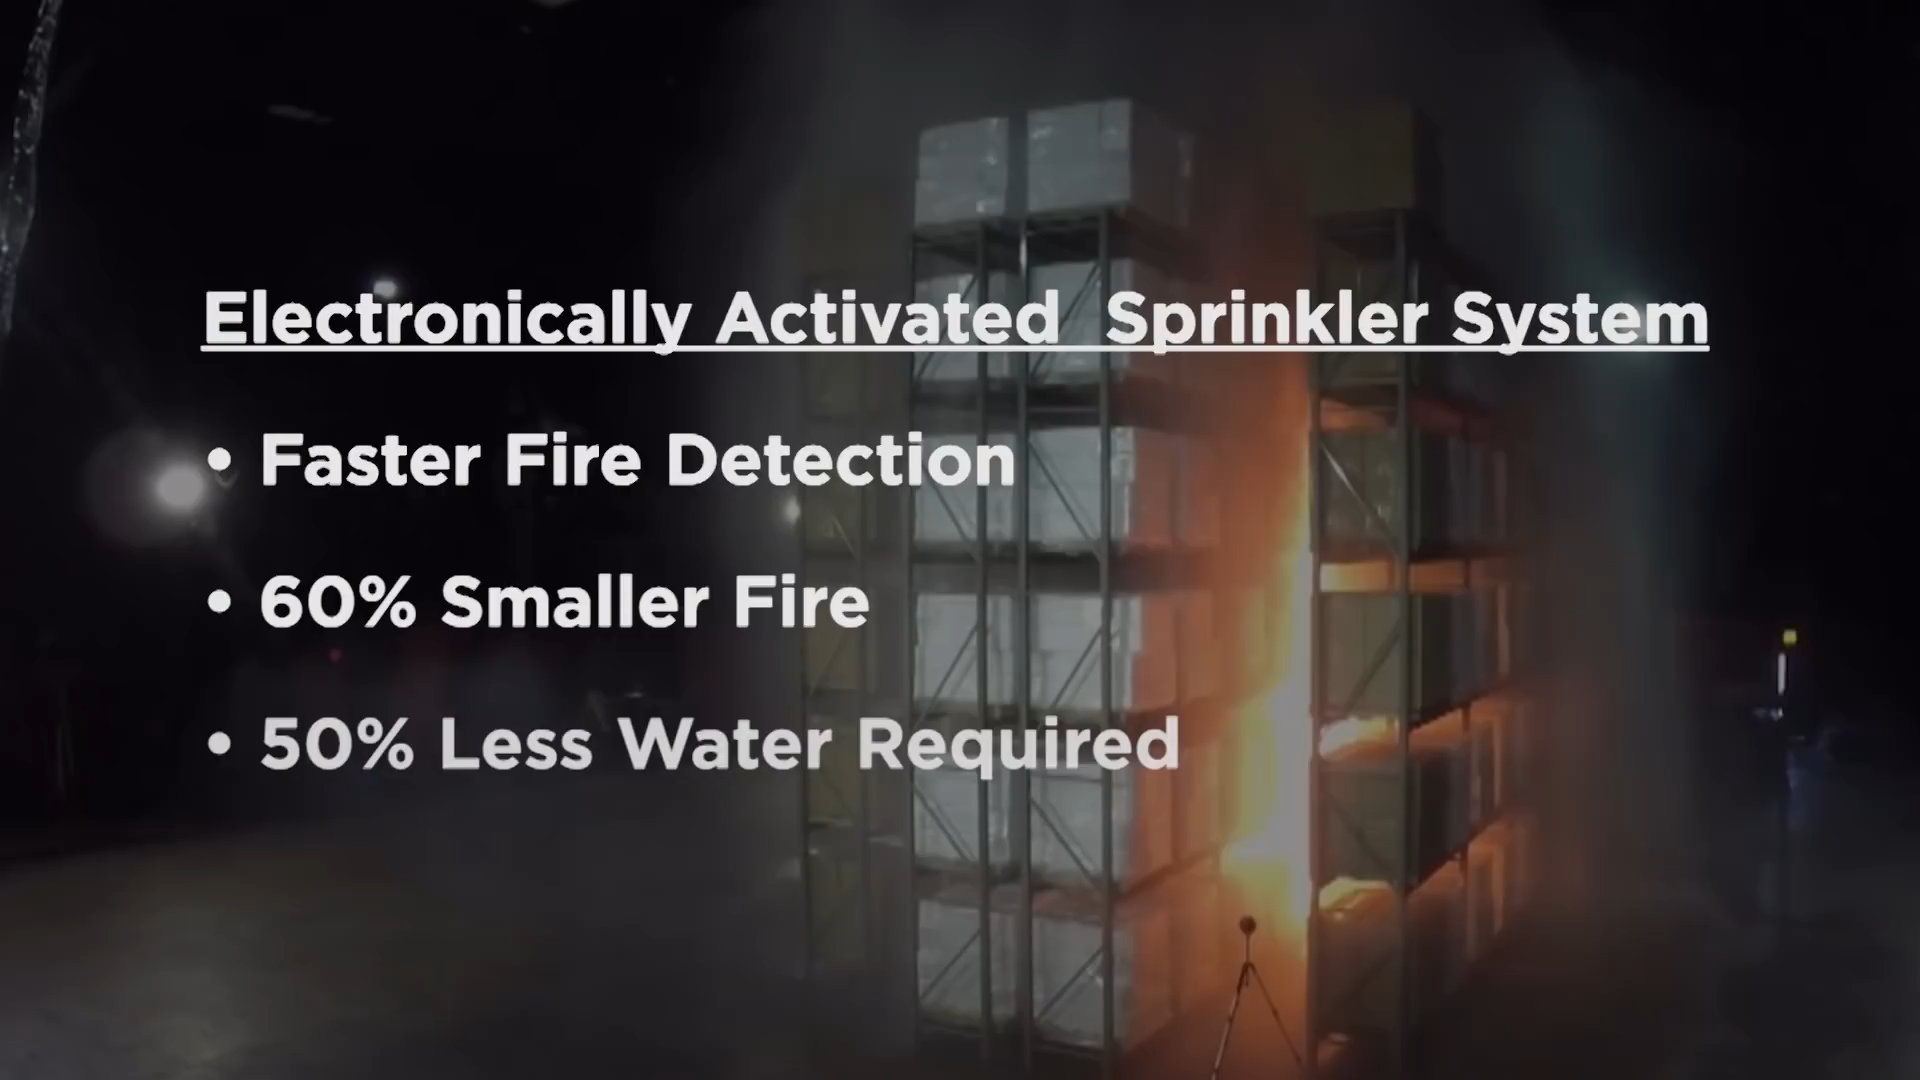 Electronically Activated  Sprinkler System
• Faster Fire Detection
• 60% Smaller Fire
• 50% Less Water Required